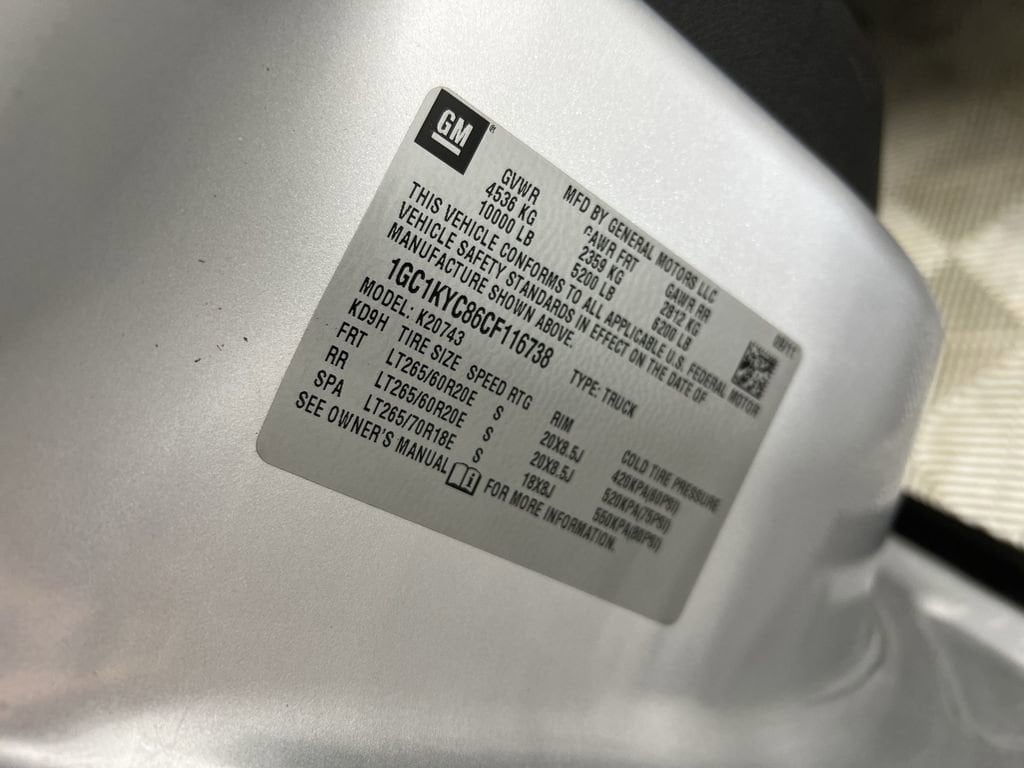 GM
MFD BY GENERAL MOTORS LLC 09/11
GVWR GAWR FRT GAWR RR
4536 KG 2359 KG 2812 KG
10000 LB 5200 LB 6200 LB
THIS VEHICLE CONFORMS TO ALL APPLICABLE U.S. FEDERAL MOTOR
VEHICLE SAFETY STANDARDS IN EFFECT ON THE DATE OF
MANUFACTURE SHOWN ABOVE.
1GC1KYC86CF116738 TYPE: TRUCK
MODEL: K20743
KD9H TIRE SIZE SPEED RTG RIM COLD TIRE PRESSURE
FRT LT265/60R20E S 20X8.5J 420KPA(60PSI)
RR LT265/60R20E S 20X8.5J 520KPA(75PSI)
SPA LT265/70R18E S 18X8J 550KPA(80PSI)
SEE OWNER'S MANUAL FOR MORE INFORMATION.